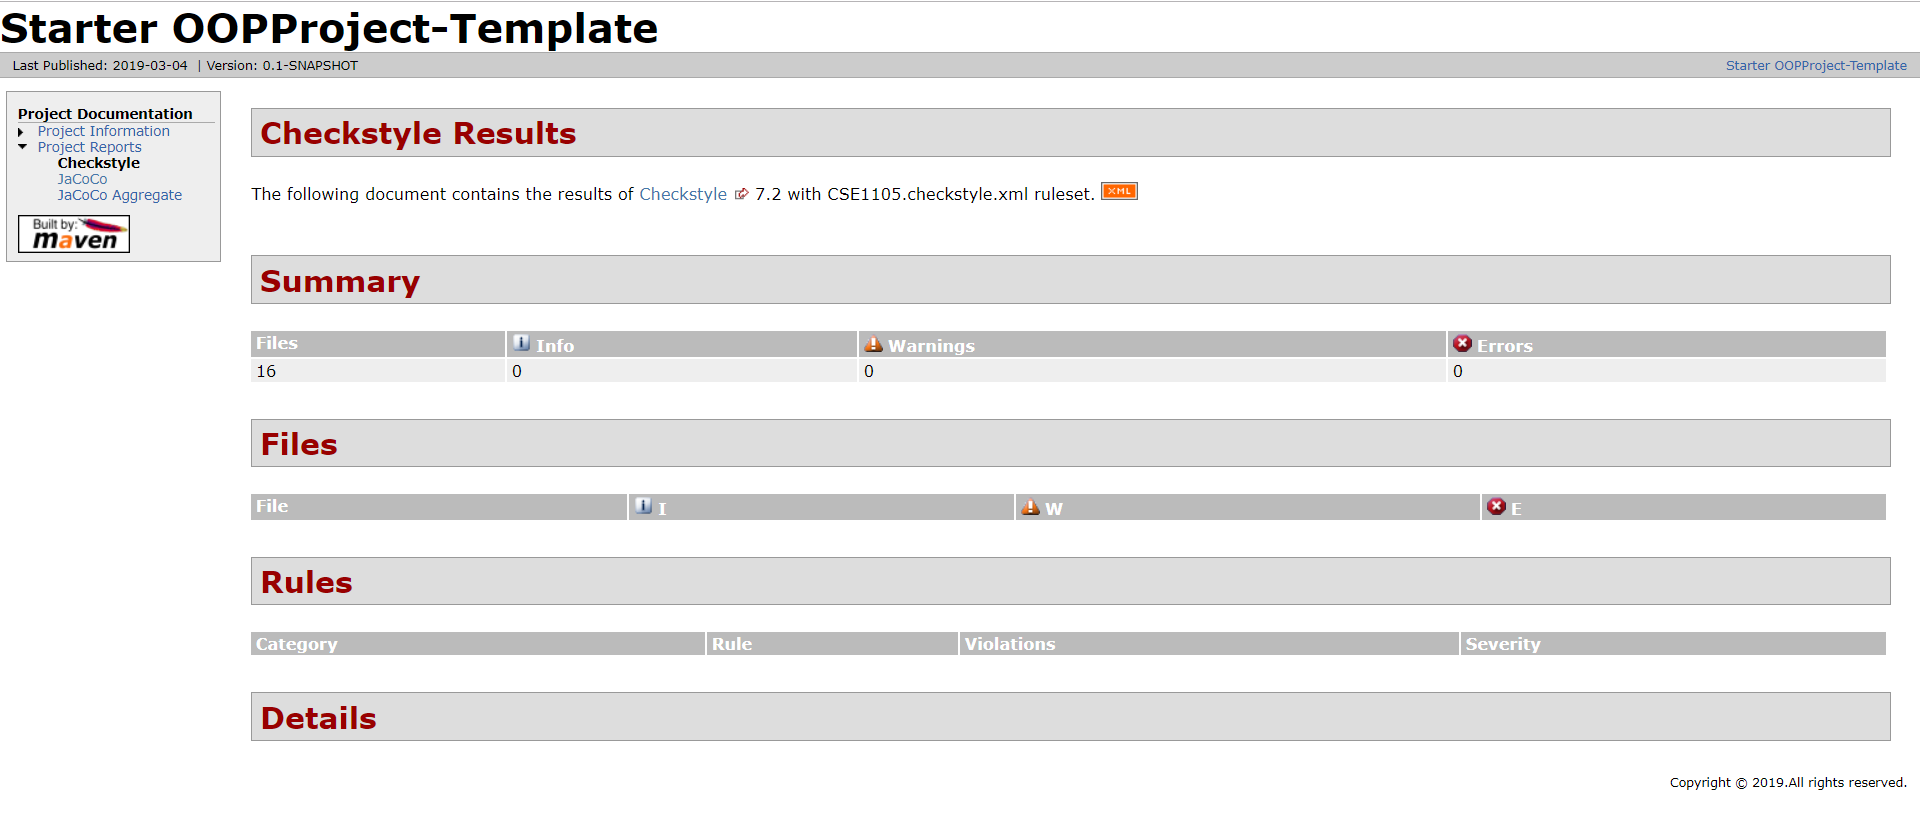 Starter OOPProject-Template
Last Published: 2019-03-04 | Version: 0.1-SNAPSHOT
Starter OOPProject-Template
Project Documentation
Project Information
Project Reports
Checkstyle
JaCoCo
JaCoCo Aggregate
Built by:
maven
Checkstyle Results
The following document contains the results of Checkstyle 7.2 with CSE1105.checkstyle.xml ruleset. XML
Summary
Files Info Warnings Errors
16 0 0 0
Files
File I W E
Rules
Category Rule Violations Severity
Details
Copyright © 2019.All rights reserved.